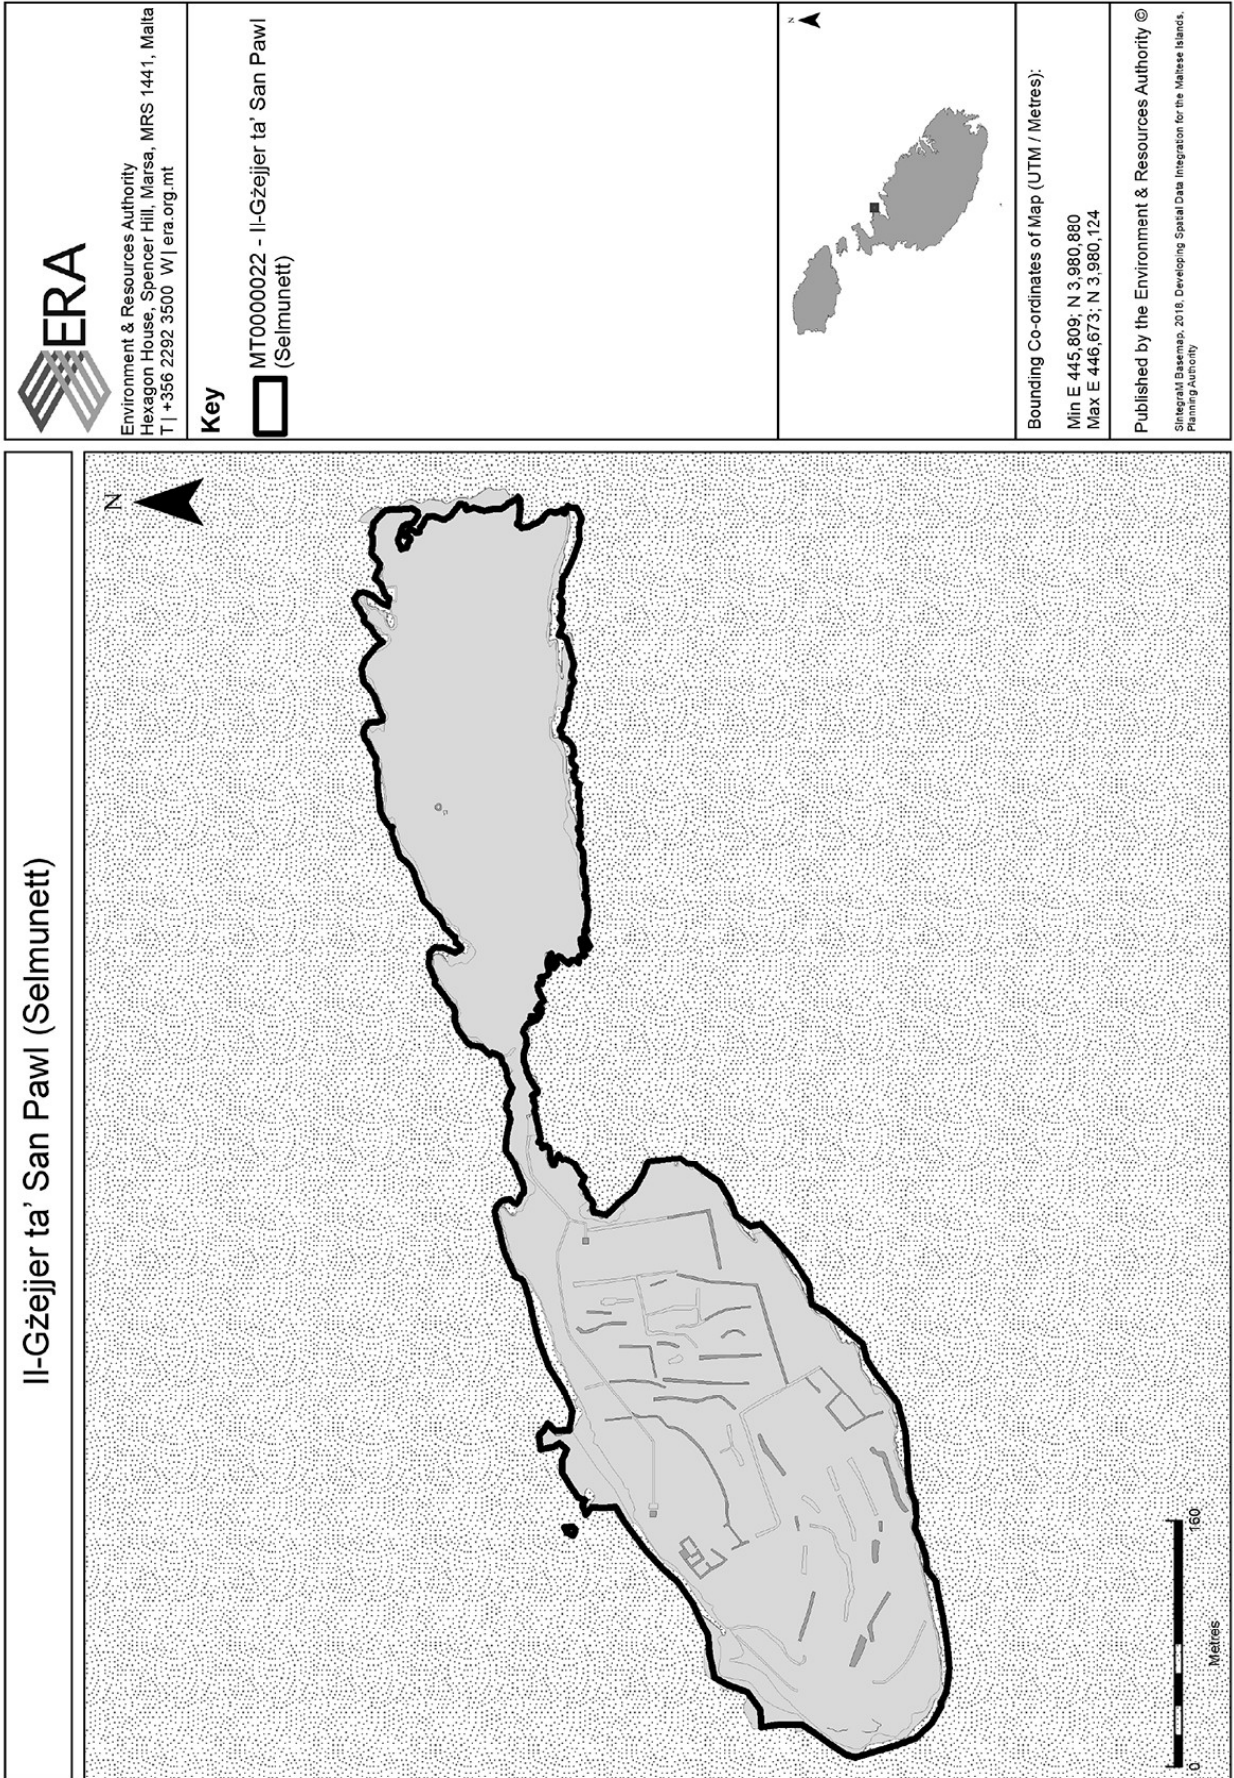 Il-Gżejjer ta' San Pawl (Selmunett)
N
0
160
Metres
ERA
Environment & Resources Authority
Hexagon House, Spencer Hill, Marsa, MRS 1441, Malta
T | +356 2292 3500 W | era.org.mt
Key
MT0000022 - Il-Gżejjer ta' San Pawl
(Selmunett)
N
Bounding Co-ordinates of Map (UTM / Metres):
Min E 445,809; N 3,980,880
Max E 446,673; N 3,980,124
Published by the Environment & Resources Authority ©
SIntegraM Basemap, 2018, Developing Spatial Data Integration for the Maltese Islands,
Planning Authority